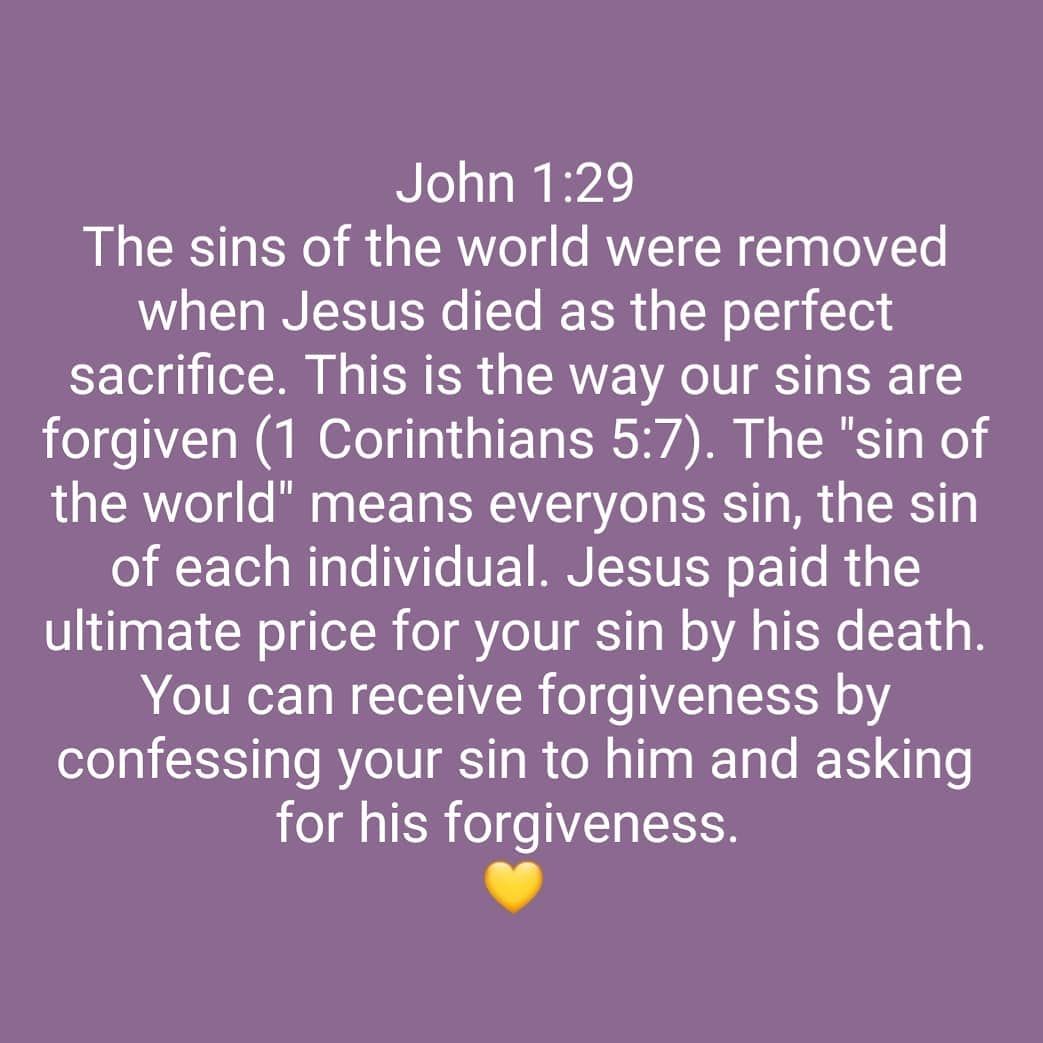 John 1:29
The sins of the world were removed
when Jesus died as the perfect
sacrifice. This is the way our sins are
forgiven (1 Corinthians 5:7). The "sin of
the world" means everyons sin, the sin
of each individual. Jesus paid the
ultimate price for your sin by his death.
You can receive forgiveness by
confessing your sin to him and asking
for his forgiveness.
💛